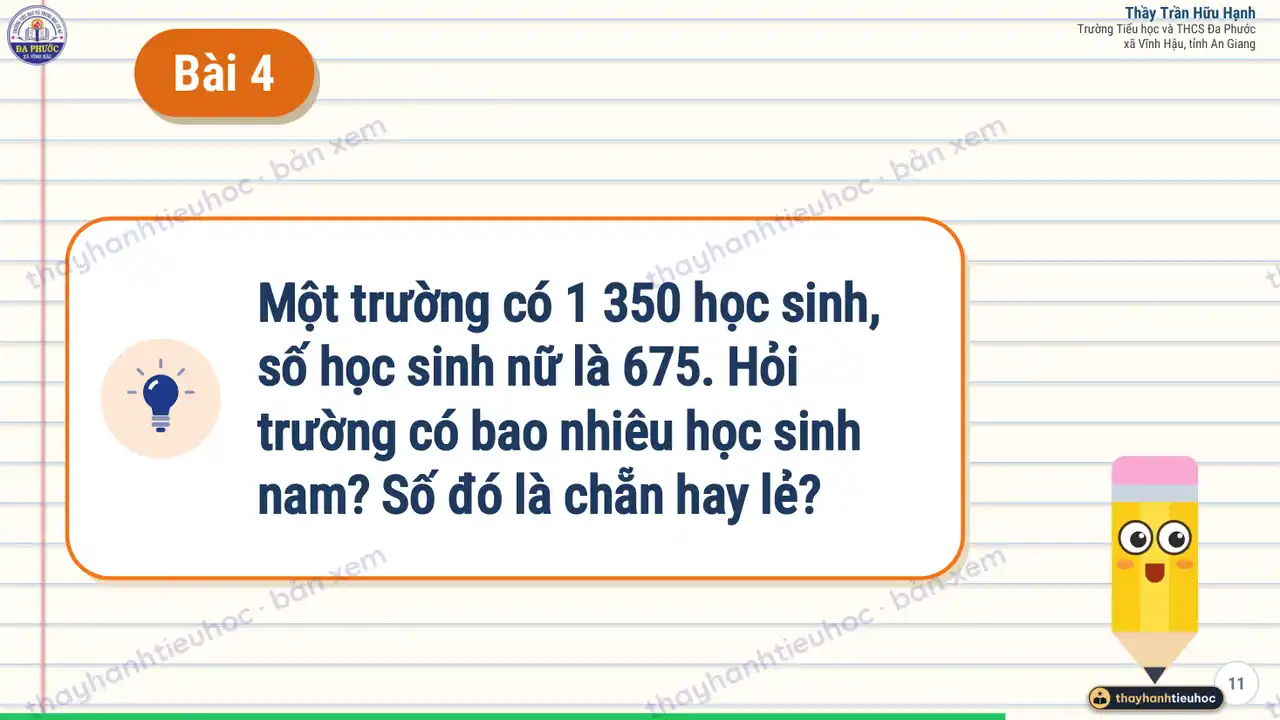 Thầy Trần Hữu Hạnh
Trường Tiểu học và THCS Đa Phước
xã Vĩnh Hậu, tỉnh An Giang
ĐA PHƯỚC
XÃ VĨNH HẬU
Bài 4
thayhanhtieuhoc · bản xem
thayhanhtieuhoc · bản xem
Một trường có 1 350 học sinh,
số học sinh nữ là 675. Hỏi
trường có bao nhiêu học sinh
nam? Số đó là chẵn hay lẻ?
thayhanhtieuhoc · bản xem
thayhanhtieuhoc · bản xem
thayhanhtieuhoc
11